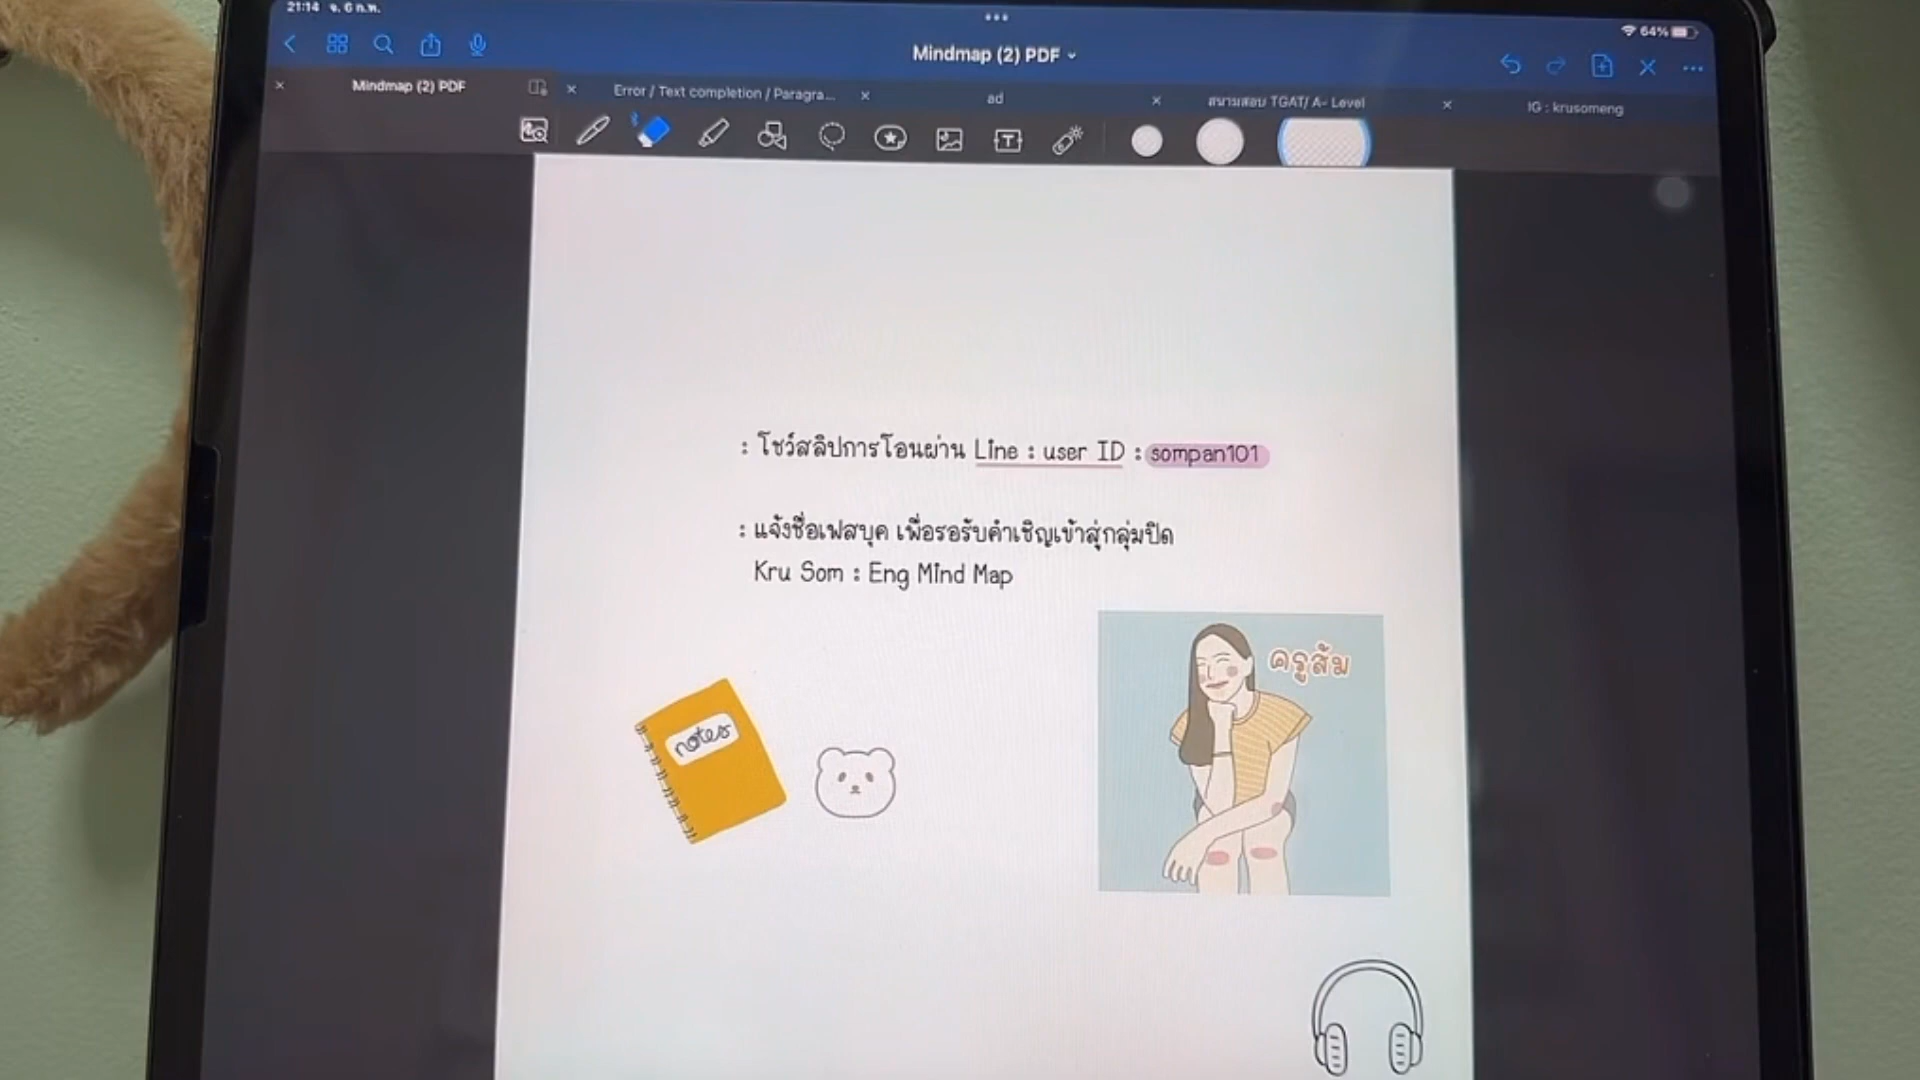 21:14 จ. 6 ก.พ.
64%
Mindmap (2) PDF
Mindmap (2) PDF
Error / Text completion / Paragra...
ad
สนามสอบ TGAT/ A- Level
IG : krusomeng
: โชว์สลิปการโอนผ่าน Line : user ID : sompan101
: แจ้งชื่อเฟสบุค เพื่อรอรับคำเชิญเข้าสู่กลุ่มปิด
Kru Som : Eng Mind Map
ครูส้ม
notes